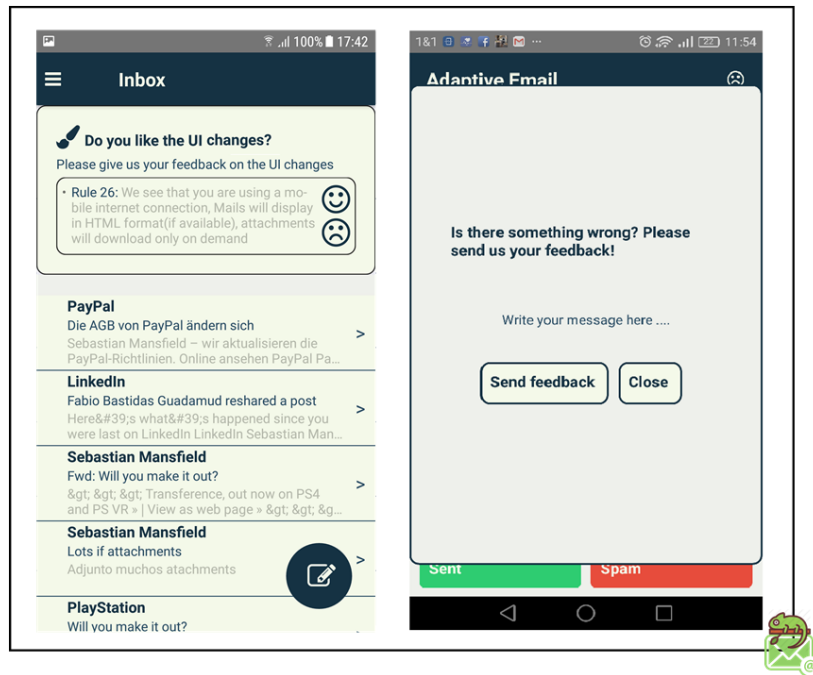 100% 17:42
Inbox
Do you like the UI changes?
Please give us your feedback on the UI changes
• Rule 26: We see that you are using a mo-
bile internet connection, Mails will display
in HTML format(if available), attachments
will download only on demand
PayPal
Die AGB von PayPal ändern sich
Sebastian Mansfield – wir aktualisieren die
PayPal-Richtlinien. Online ansehen PayPal Pa...
>
LinkedIn
Fabio Bastidas Guadamud reshared a post
Here&#39;s what&#39;s happened since you
were last on LinkedIn LinkedIn Sebastian Man...
>
Sebastian Mansfield
Fwd: Will you make it out?
&gt; &gt; &gt; Transference, out now on PS4
and PS VR » | View as web page » &gt; &gt; &g...
>
Sebastian Mansfield
Lots if attachments
Adjunto muchos atachments
>
PlayStation
Will you make it out?
1&1 ... 22 11:54
Adaptive Email
Is there something wrong? Please
send us your feedback!
Write your message here ....
Send feedback Close
Sent Spam
@